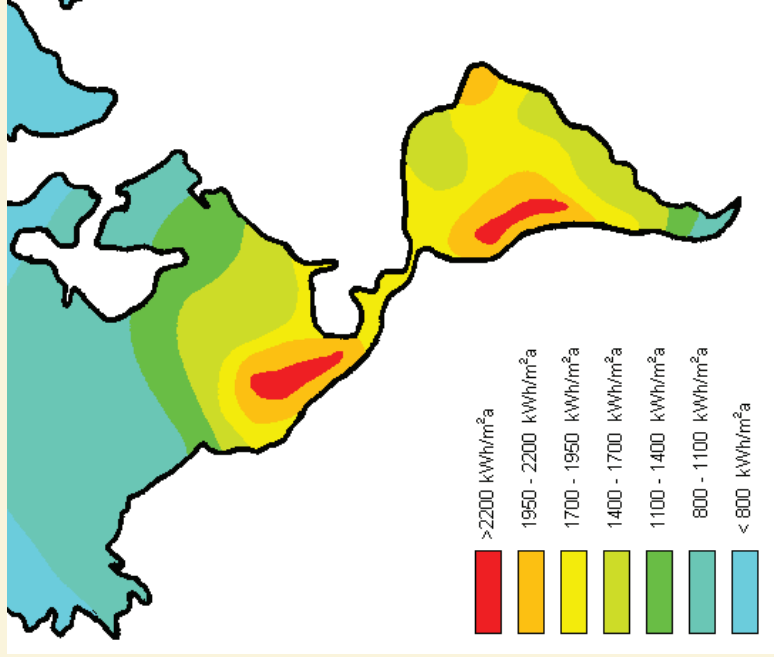 >2200 kWh/m²a
1950 - 2200 kWh/m²a
1700 - 1950 kWh/m²a
1400 - 1700 kWh/m²a
1100 - 1400 kWh/m²a
800 - 1100 kWh/m²a
< 800 kWh/m²a